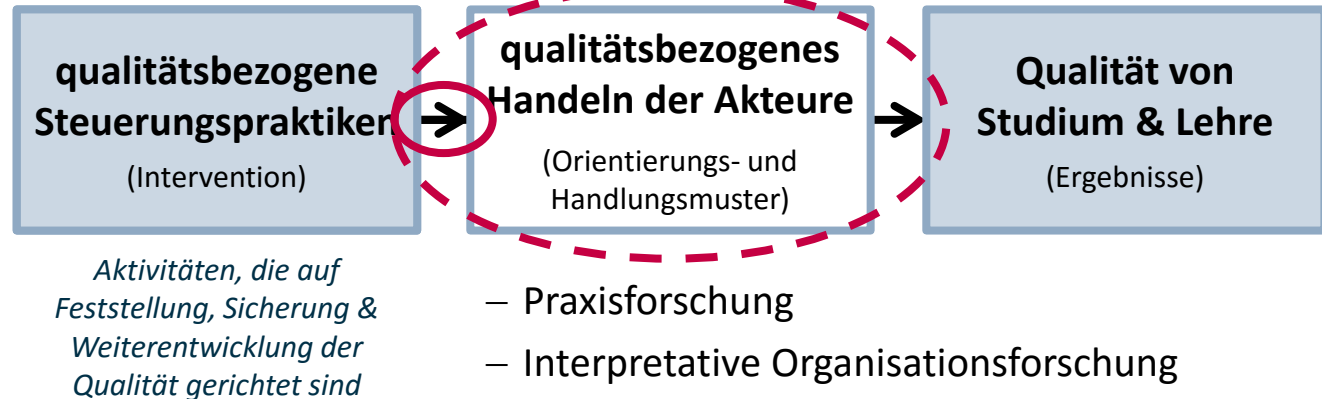 qualitätsbezogene
Steuerungspraktiken
(Intervention)
qualitätsbezogenes
Handeln der Akteure
(Orientierungs- und
Handlungsmuster)
Qualität von
Studium & Lehre
(Ergebnisse)
Aktivitäten, die auf
Feststellung, Sicherung &
Weiterentwicklung der
Qualität gerichtet sind
– Praxisforschung
– Interpretative Organisationsforschung